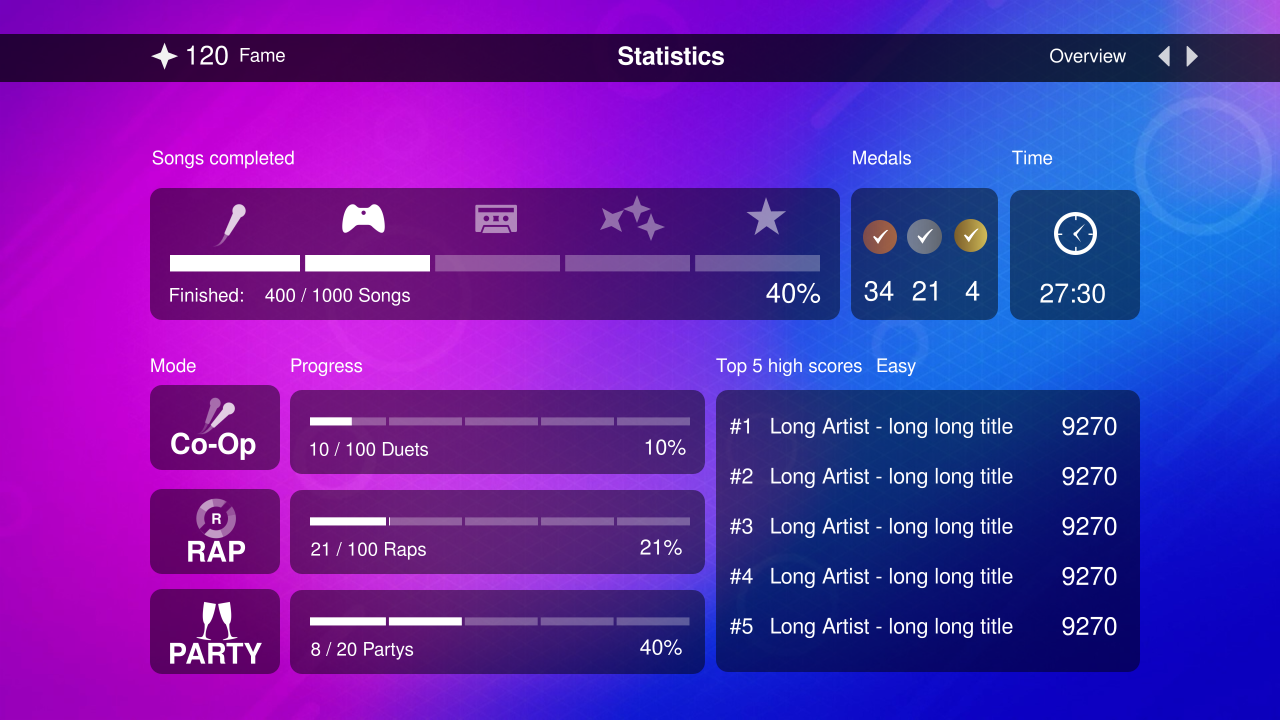 120 Fame
Statistics
Overview
Songs completed
Finished: 400 / 1000 Songs
40%
Medals
34 21 4
Time
27:30
Mode
Progress
Co-Op
10 / 100 Duets
10%
R
RAP
21 / 100 Raps
21%
PARTY
8 / 20 Partys
40%
Top 5 high scores Easy
#1 Long Artist - long long title 9270
#2 Long Artist - long long title 9270
#3 Long Artist - long long title 9270
#4 Long Artist - long long title 9270
#5 Long Artist - long long title 9270